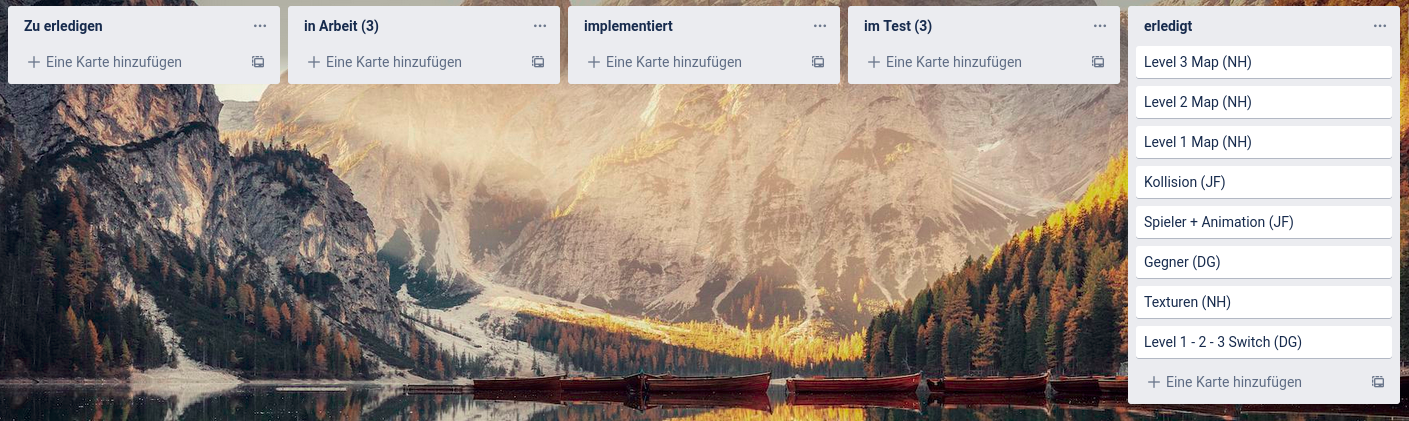 Zu erledigen
Eine Karte hinzufügen
in Arbeit (3)
Eine Karte hinzufügen
implementiert
Eine Karte hinzufügen
im Test (3)
Eine Karte hinzufügen
erledigt
Level 3 Map (NH)
Level 2 Map (NH)
Level 1 Map (NH)
Kollision (JF)
Spieler + Animation (JF)
Gegner (DG)
Texturen (NH)
Level 1 - 2 - 3 Switch (DG)
Eine Karte hinzufügen